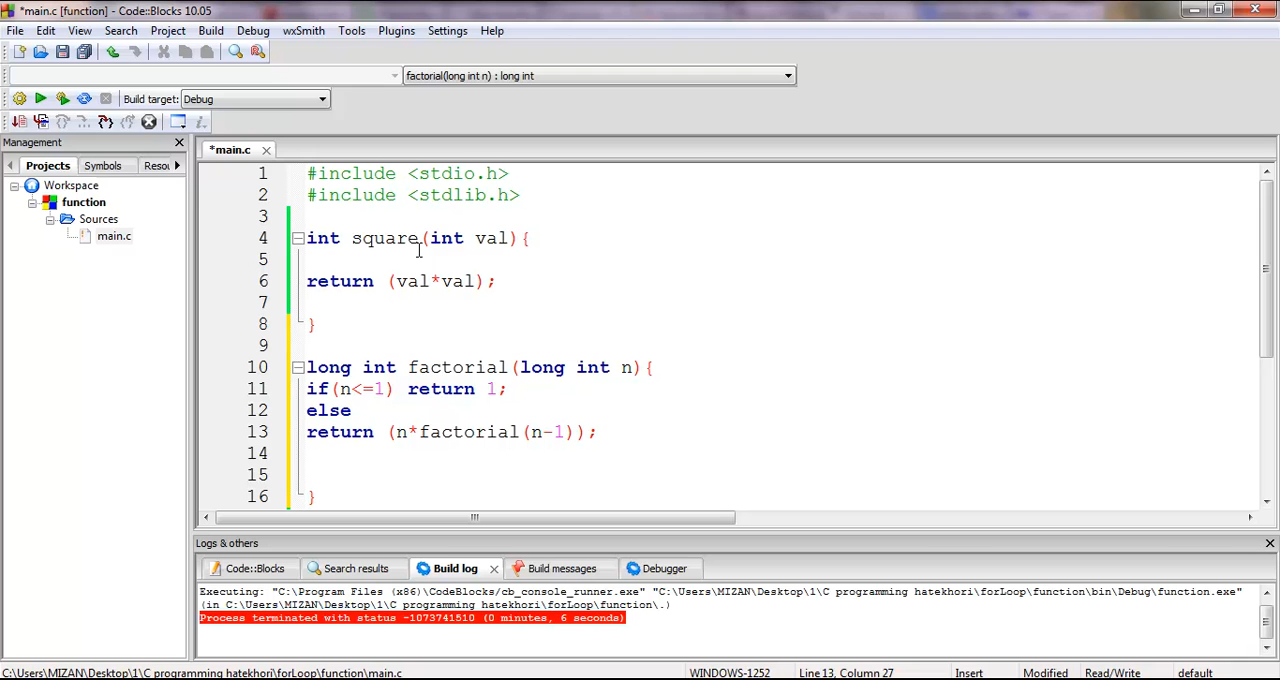 *main.c [function] - Code::Blocks 10.05
File Edit View Search Project Build Debug wxSmith Tools Plugins Settings Help
factorial(long int n) : long int
Build target: Debug
Management
Projects Symbols Resou
*main.c
Workspace
function
Sources
main.c
1 #include <stdio.h>
2 #include <stdlib.h>
3
4 int square(int val){
5
6 return (val*val);
7
8 }
9
10 long int factorial(long int n){
11 if(n<=1) return 1;
12 else
13 return (n*factorial(n-1));
14
15
16 }
Logs & others
Code::Blocks Search results Build log Build messages Debugger
Executing: "C:\Program Files (x86)\CodeBlocks/cb_console_runner.exe" "C:\Users\MIZAN\Desktop\1\C programming hatekhori\forLoop\function\bin\Debug\function.exe"
(in C:\Users\MIZAN\Desktop\1\C programming hatekhori\forLoop\function\.)
Process terminated with status -1073741510 (0 minutes, 6 seconds)
C:\Users\MIZAN\Desktop\1\C programming hatekhori\forLoop\function\main.c WINDOWS-1252 Line 13, Column 27 Insert Modified Read/Write default